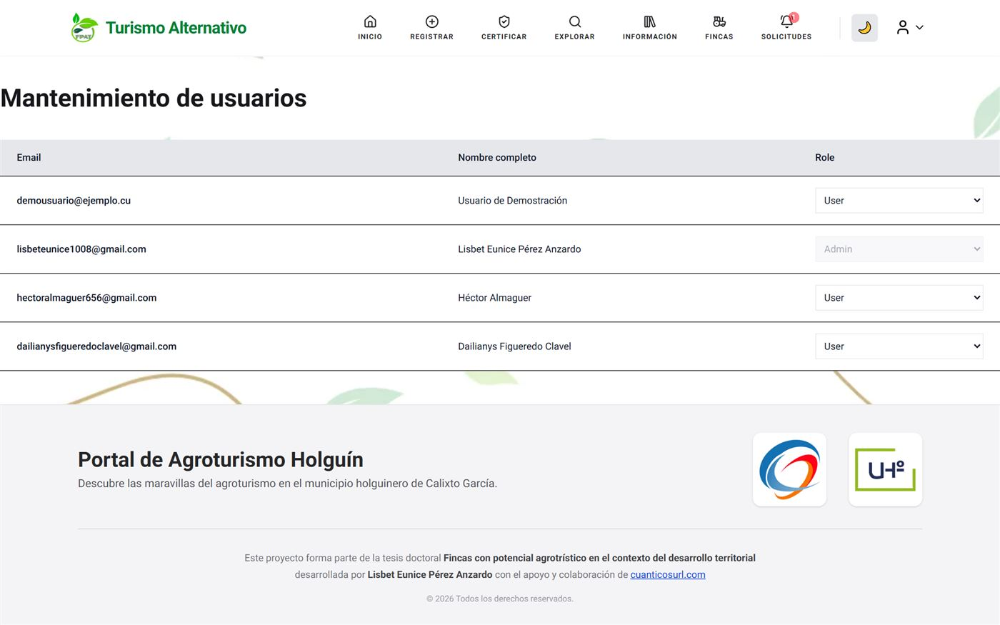 FPAT
Turismo Alternativo
INICIO
REGISTRAR
CERTIFICAR
EXPLORAR
INFORMACIÓN
FINCAS
1
SOLICITUDES
Mantenimiento de usuarios
Email Nombre completo Role
demousuario@ejemplo.cu Usuario de Demostración User
lisbeteunice1008@gmail.com Lisbet Eunice Pérez Anzardo Admin
hectoralmaguer656@gmail.com Héctor Almaguer User
dailianysfigueredoclavel@gmail.com Dailianys Figueredo Clavel User
Portal de Agroturismo Holguín
Descubre las maravillas del agroturismo en el municipio holguinero de Calixto García.
UHº
Este proyecto forma parte de la tesis doctoral Fincas con potencial agrotrístico en el contexto del desarrollo territorial
desarrollada por Lisbet Eunice Pérez Anzardo con el apoyo y colaboración de cuanticosurl.com
© 2026 Todos los derechos reservados.